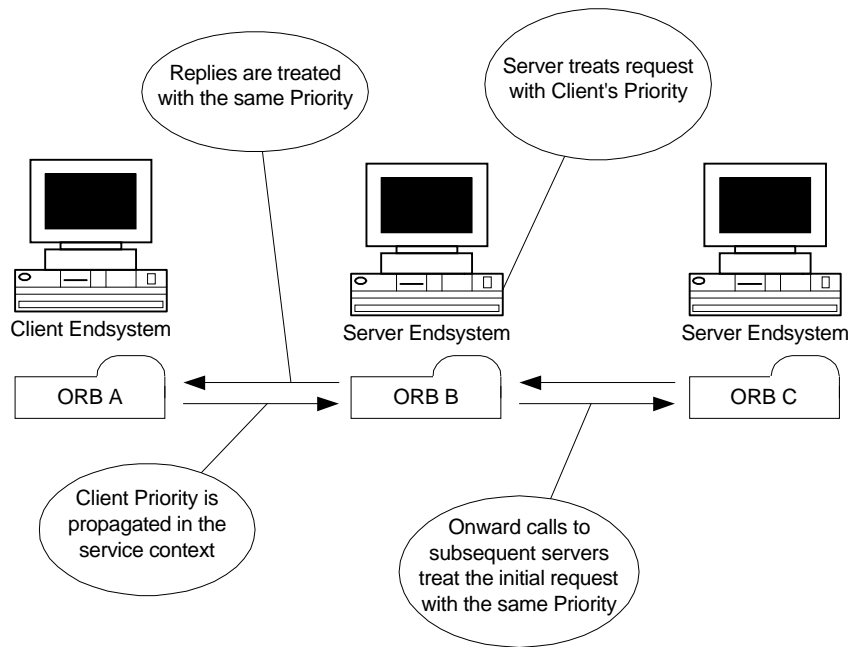 Replies are treated
with the same Priority
Server treats request
with Client's Priority
Client Endsystem
Server Endsystem
Server Endsystem
ORB A
ORB B
ORB C
Client Priority is
propagated in the
service context
Onward calls to
subsequent servers
treat the initial request
with the same Priority